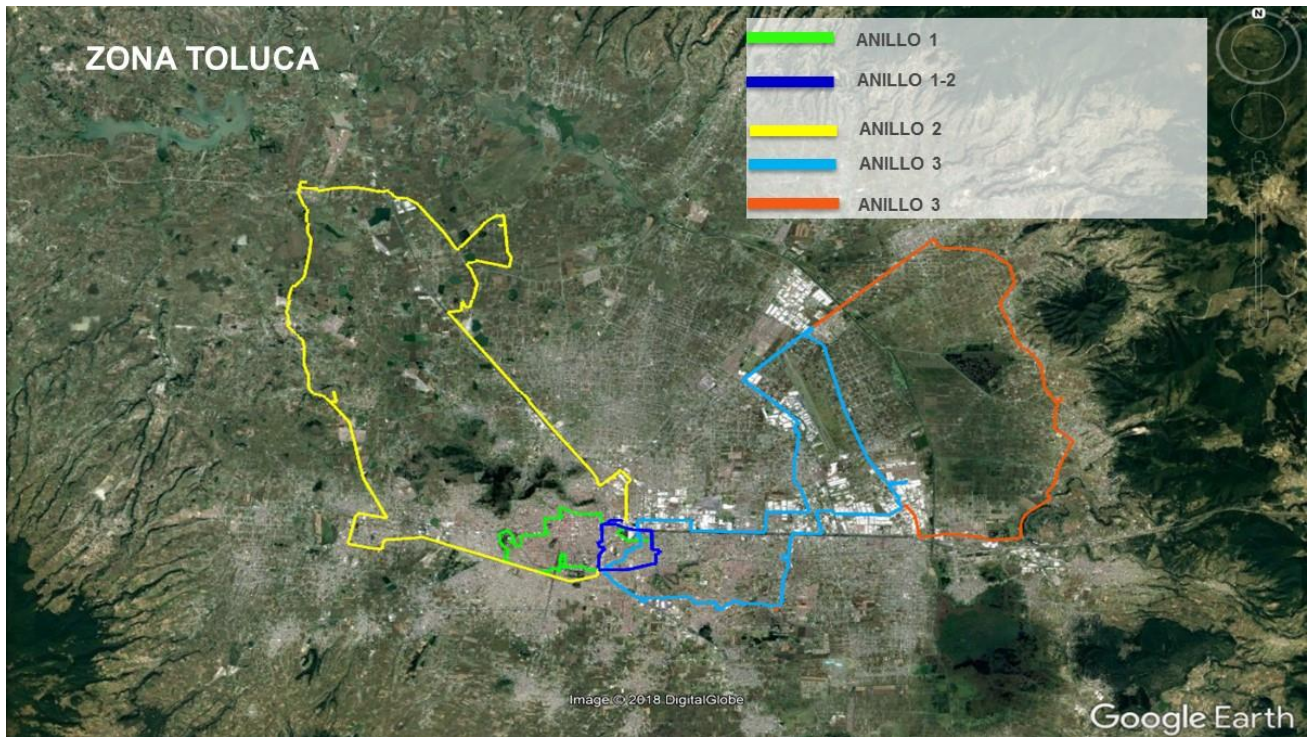 N
ZONA TOLUCA
ANILLO 1
ANILLO 1-2
ANILLO 2
ANILLO 3
ANILLO 3
Image © 2018 DigitalGlobe
Google Earth